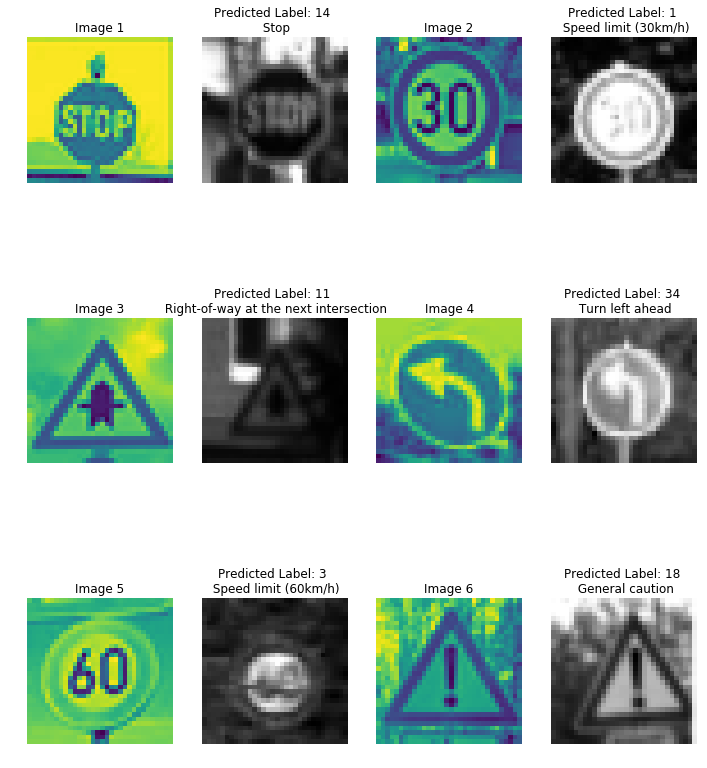 Image 1
Predicted Label: 14
Stop
Image 2
Predicted Label: 1
Speed limit (30km/h)
STOP
STOP
30
30
Image 3
Predicted Label: 11
Right-of-way at the next intersection
Image 4
Predicted Label: 34
Turn left ahead
Image 5
Predicted Label: 3
Speed limit (60km/h)
Image 6
Predicted Label: 18
General caution
60
!
!